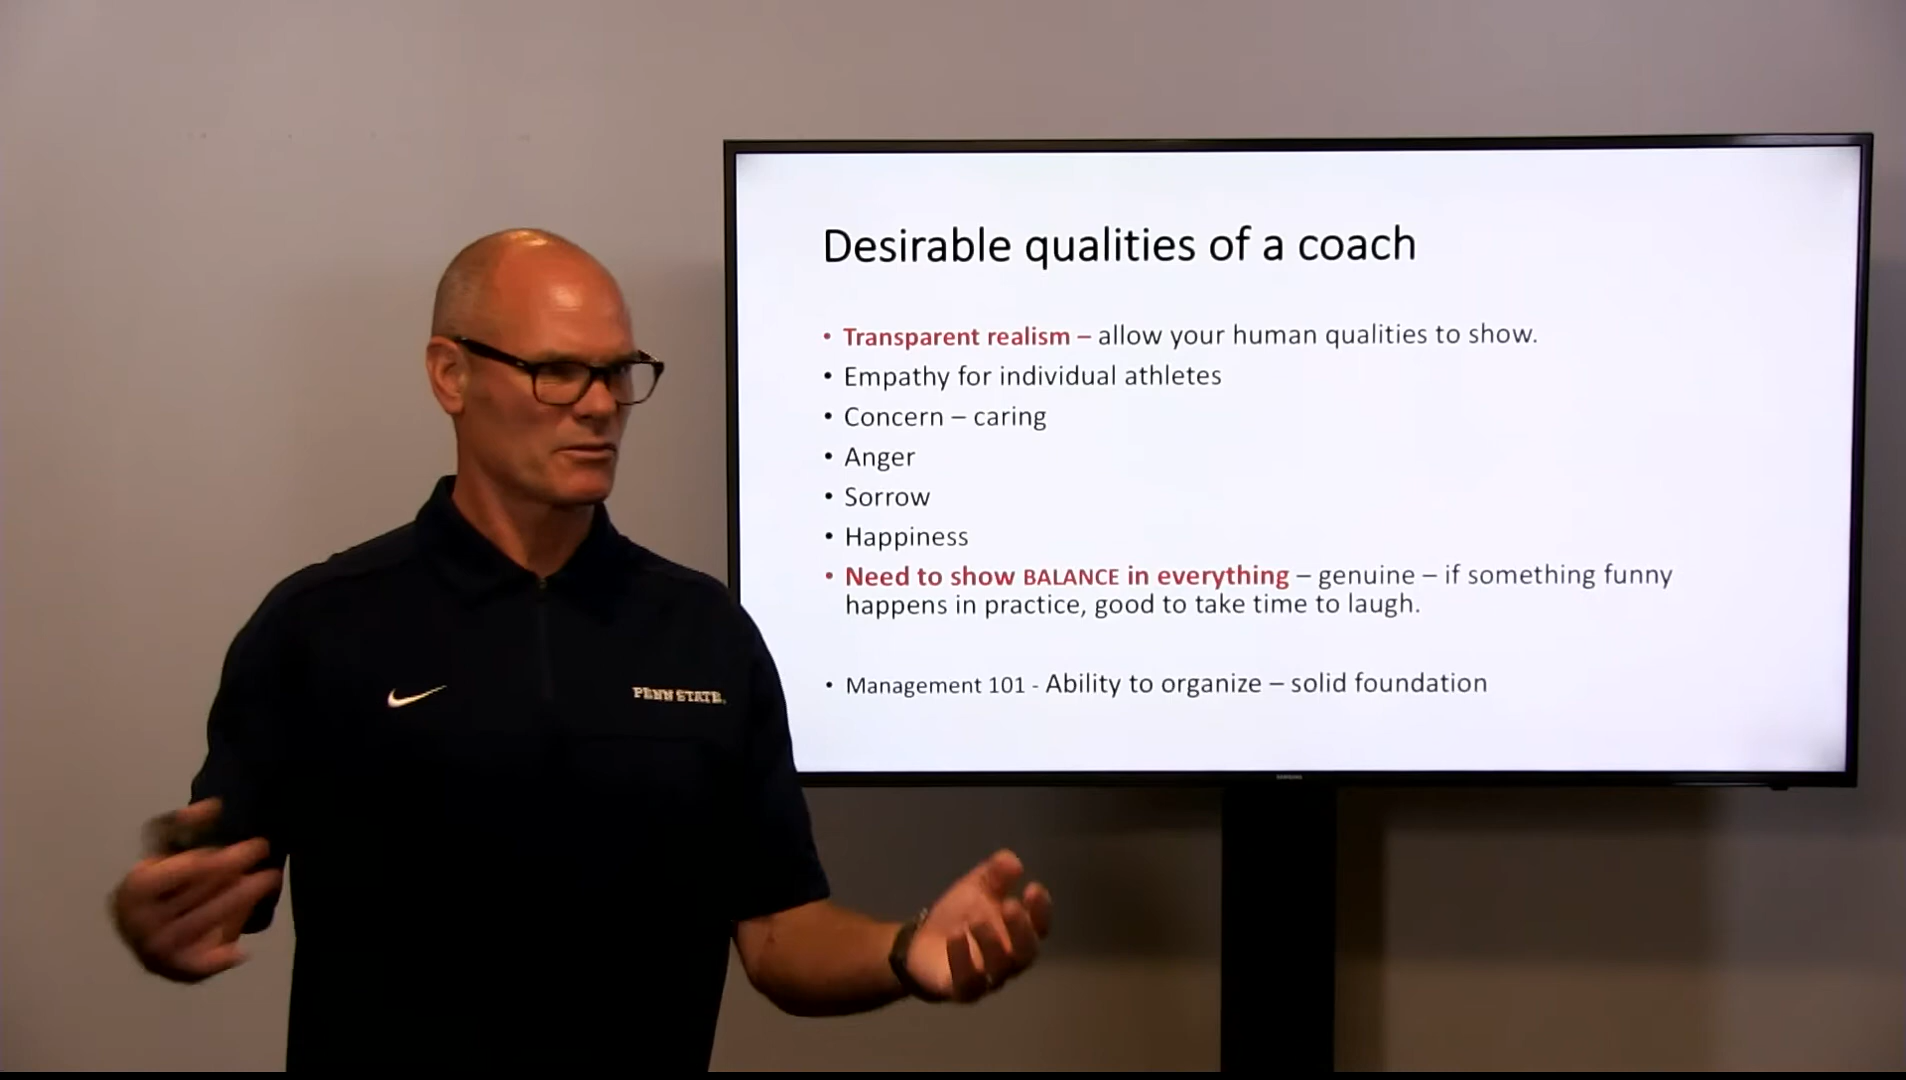 Desirable qualities of a coach
• Transparent realism – allow your human qualities to show.
• Empathy for individual athletes
• Concern – caring
• Anger
• Sorrow
• Happiness
• Need to show BALANCE in everything – genuine – if something funny
happens in practice, good to take time to laugh.
• Management 101 - Ability to organize – solid foundation
PENN STATE
SAMSUNG